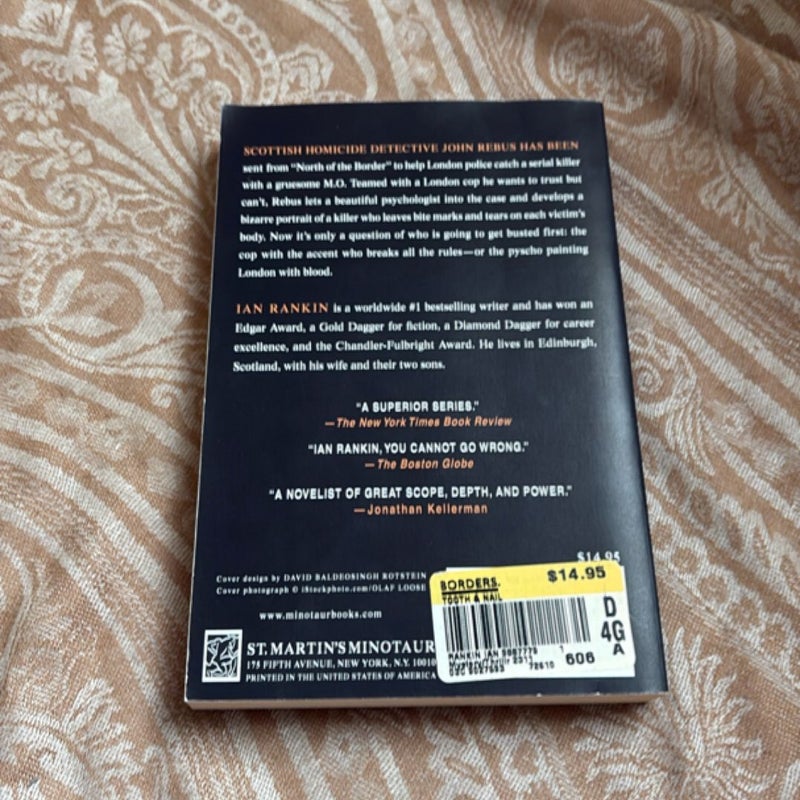 SCOTTISH HOMICIDE DETECTIVE JOHN REBUS HAS BEEN
sent from "North of the Border" to help London police catch a serial killer
with a gruesome M.O. Teamed with a London cop he wants to trust but
can't, Rebus lets a beautiful psychologist into the case and develops a
bizarre portrait of a killer who leaves bite marks and tears on each victim's
body. Now it's only a question of who is going to get busted first: the
cop with the accent who breaks all the rules—or the pyscho painting
London with blood.
IAN RANKIN is a worldwide #1 bestselling writer and has won an
Edgar Award, a Gold Dagger for fiction, a Diamond Dagger for career
excellence, and the Chandler-Fulbright Award. He lives in Edinburgh,
Scotland, with his wife and their two sons.
"A SUPERIOR SERIES."
—The New York Times Book Review
"IAN RANKIN, YOU CANNOT GO WRONG."
—The Boston Globe
"A NOVELIST OF GREAT SCOPE, DEPTH, AND POWER."
—Jonathan Kellerman
$14.95
Cover design by DAVID BALDEOSINGH ROTSTEIN
Cover photograph © iStockphoto.com/OLAF LOOSE
www.minotaurbooks.com
ST. MARTIN'S MINOTAUR
175 FIFTH AVENUE, NEW YORK, N.Y. 10010
PRINTED IN THE UNITED STATES OF AMERICA
BORDERS. $14.95
TOOTH & NAIL
D
4G
A
RANKIN IAN 1
72610 606